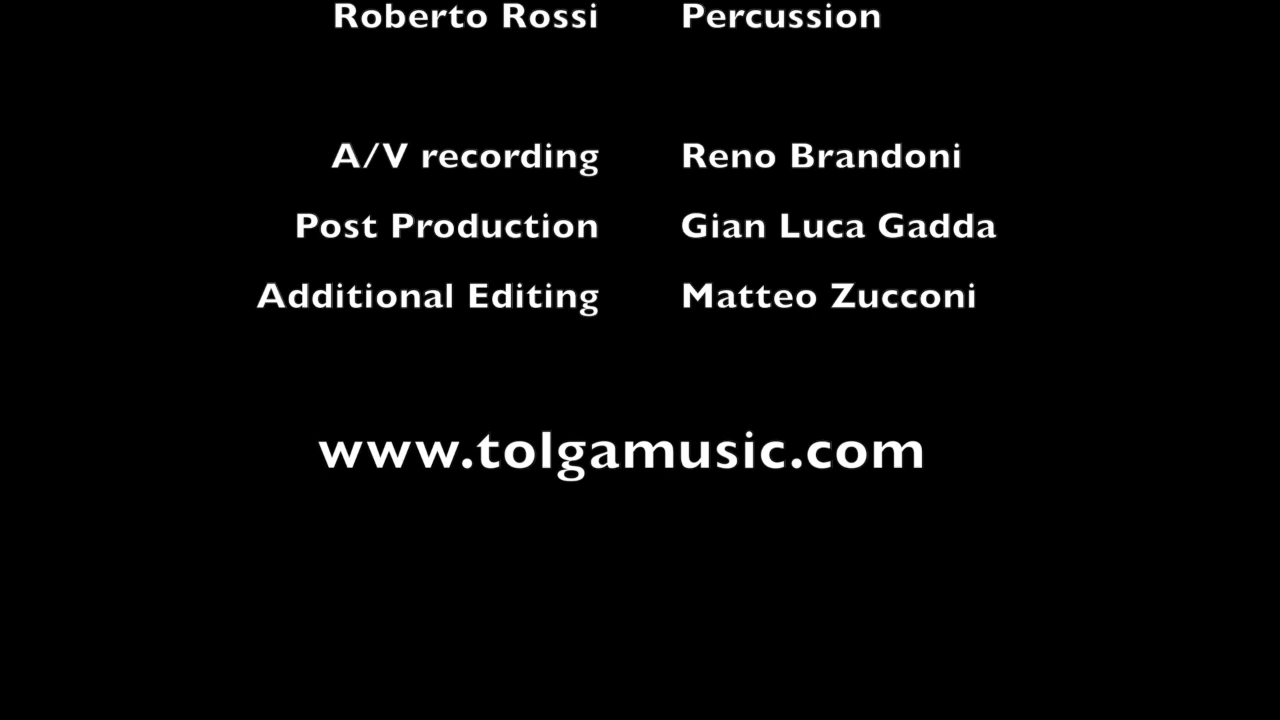 Roberto Rossi Percussion
A/V recording Reno Brandoni
Post Production Gian Luca Gadda
Additional Editing Matteo Zucconi
www.tolgamusic.com